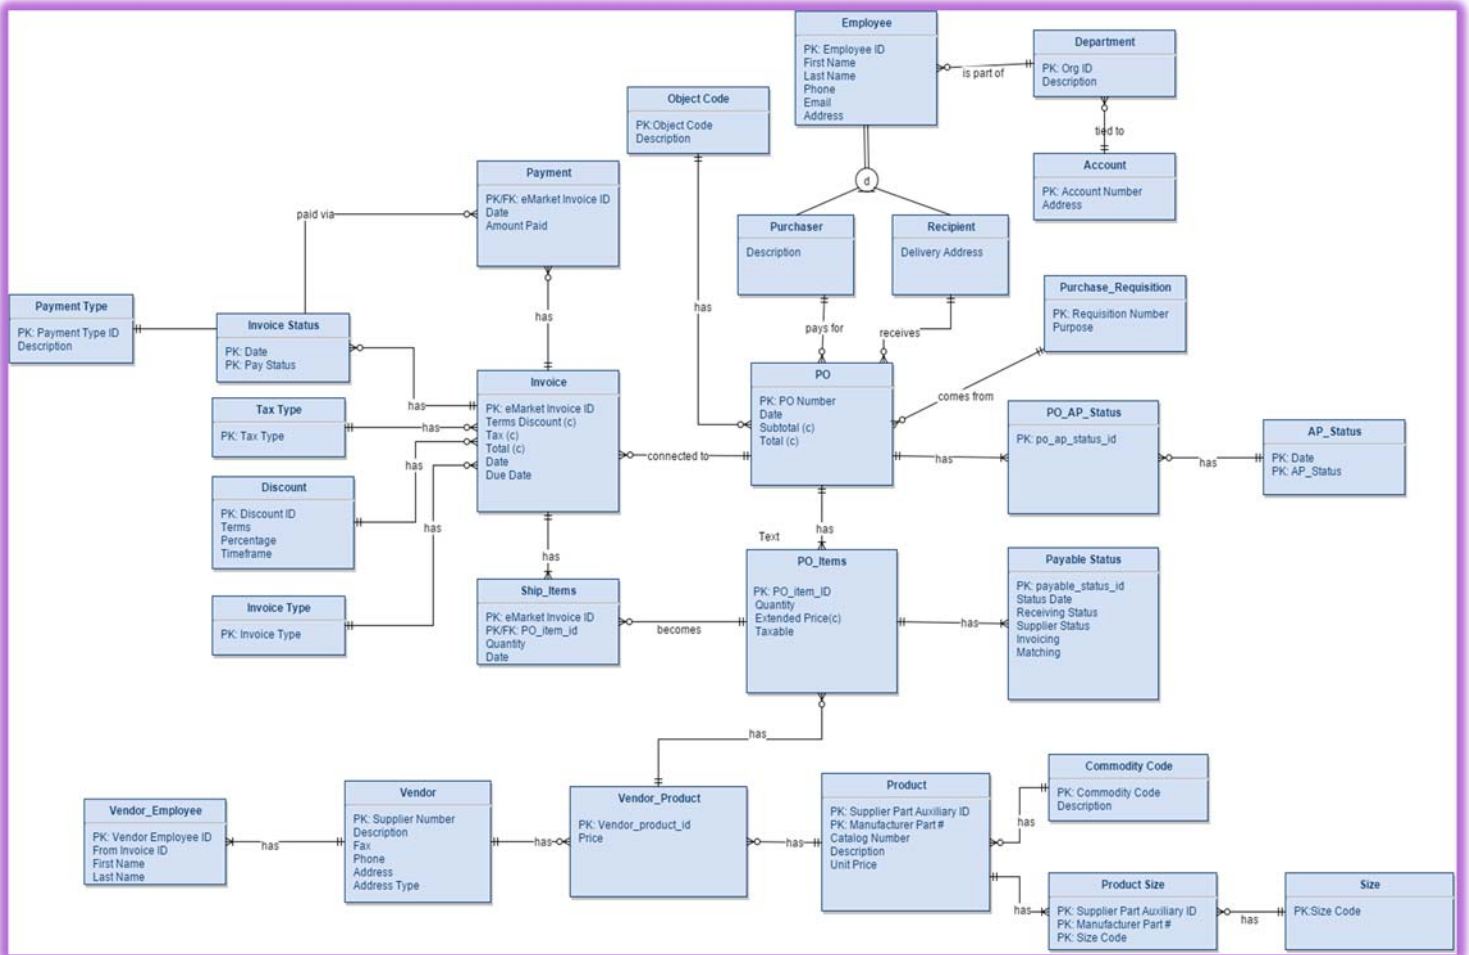 Employee
PK: Employee ID
First Name
Last Name
Phone
Email
Address
is part of
Department
PK: Org ID
Description
tied to
Account
PK: Account Number
Address
Object Code
PK:Object Code
Description
has
d
Payment
PK/FK: eMarket Invoice ID
Date
Amount Paid
paid via
has
Purchaser
Description
pays for
Recipient
Delivery Address
receives
Purchase_Requisition
PK: Requisition Number
Purpose
comes from
Payment Type
PK: Payment Type ID
Description
Invoice Status
PK: Date
PK: Pay Status
has
Tax Type
PK: Tax Type
has
Discount
PK: Discount ID
Terms
Percentage
Timeframe
has
Invoice Type
PK: Invoice Type
has
Invoice
PK: eMarket Invoice ID
Terms Discount (c)
Tax (c)
Total (c)
Date
Due Date
connected to
has
PO
PK: PO Number
Date
Subtotal (c)
Total (c)
has
PO_AP_Status
PK: po_ap_status_id
has
AP_Status
PK: Date
PK: AP_Status
has
Text
Ship_Items
PK: eMarket Invoice ID
PK/FK: PO_item_id
Quantity
Date
becomes
PO_Items
PK: PO_item_ID
Quantity
Extended Price(c)
Taxable
has
Payable Status
PK: payable_status_id
Status Date
Receiving Status
Supplier Status
Invoicing
Matching
has
Vendor_Employee
PK: Vendor Employee ID
From Invoice ID
First Name
Last Name
has
Vendor
PK: Supplier Number
Description
Fax
Phone
Address
Address Type
has
Vendor_Product
PK: Vendor_product_id
Price
has
Product
PK: Supplier Part Auxiliary ID
PK: Manufacturer Part #
Catalog Number
Description
Unit Price
has
Commodity Code
PK: Commodity Code
Description
has
Product Size
PK: Supplier Part Auxiliary ID
PK: Manufacturer Part #
PK: Size Code
has
Size
PK:Size Code